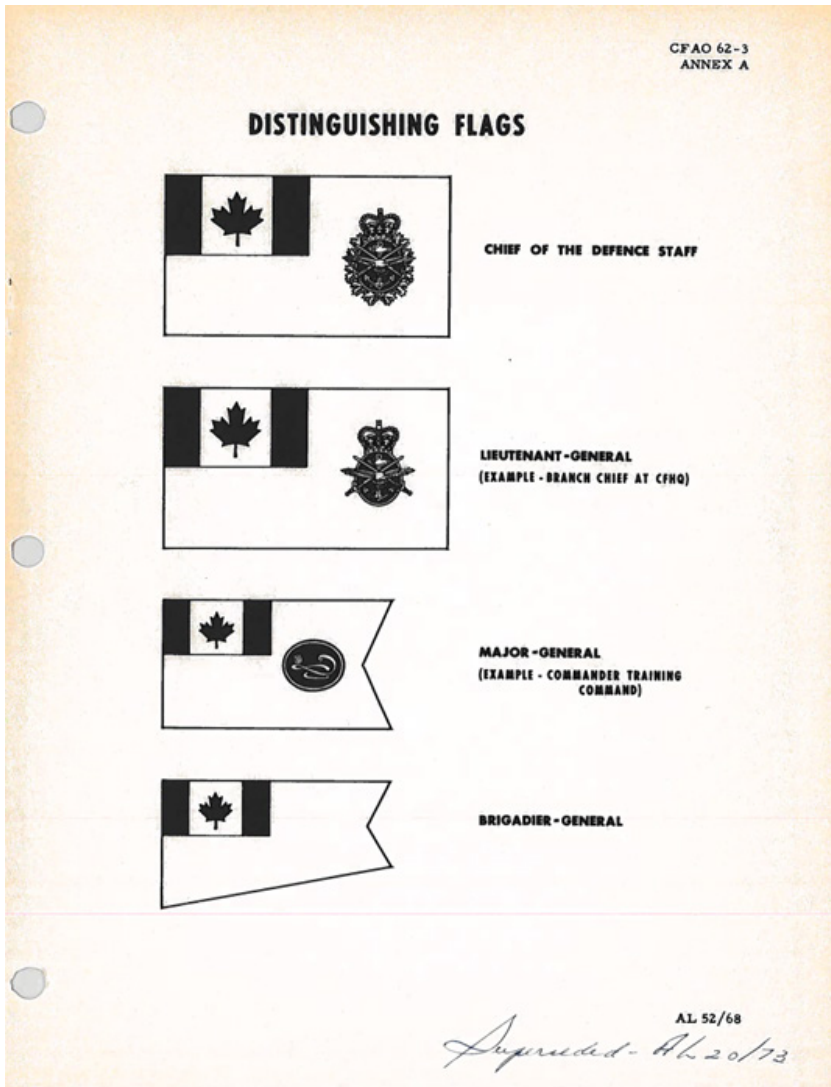 CFAO 62-3
ANNEX A
DISTINGUISHING FLAGS
CHIEF OF THE DEFENCE STAFF
LIEUTENANT-GENERAL
(EXAMPLE - BRANCH CHIEF AT CFHQ)
MAJOR-GENERAL
(EXAMPLE - COMMANDER TRAINING
COMMAND)
BRIGADIER-GENERAL
AL 52/68
Superseded - AL 20/73